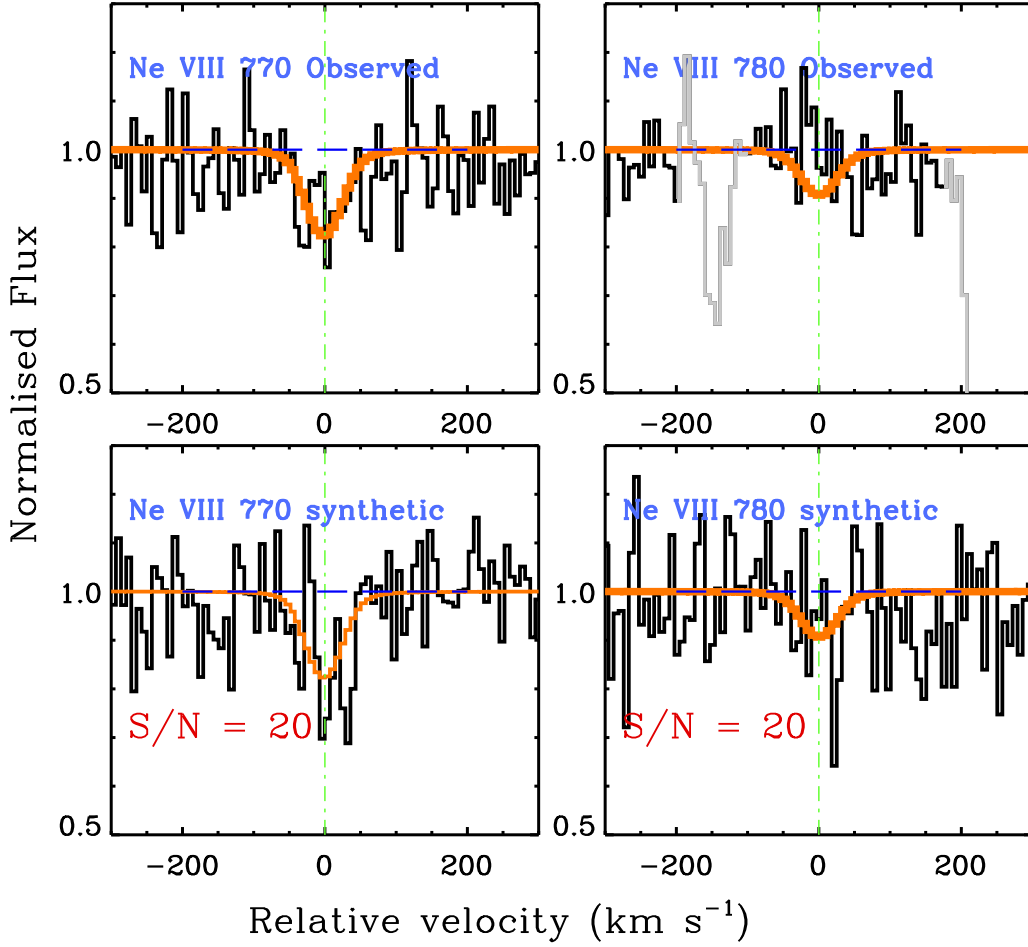 Ne VIII 770 Observed
Ne VIII 780 Observed
1.0
0.5
-200 0 200
1.0
0.5
-200 0 200
Normalised Flux
Ne VIII 770 synthetic
Ne VIII 780 synthetic
1.0
S/N = 20
0.5
-200 0 200
1.0
S/N = 20
0.5
-200 0 200
Relative velocity (km s⁻¹)